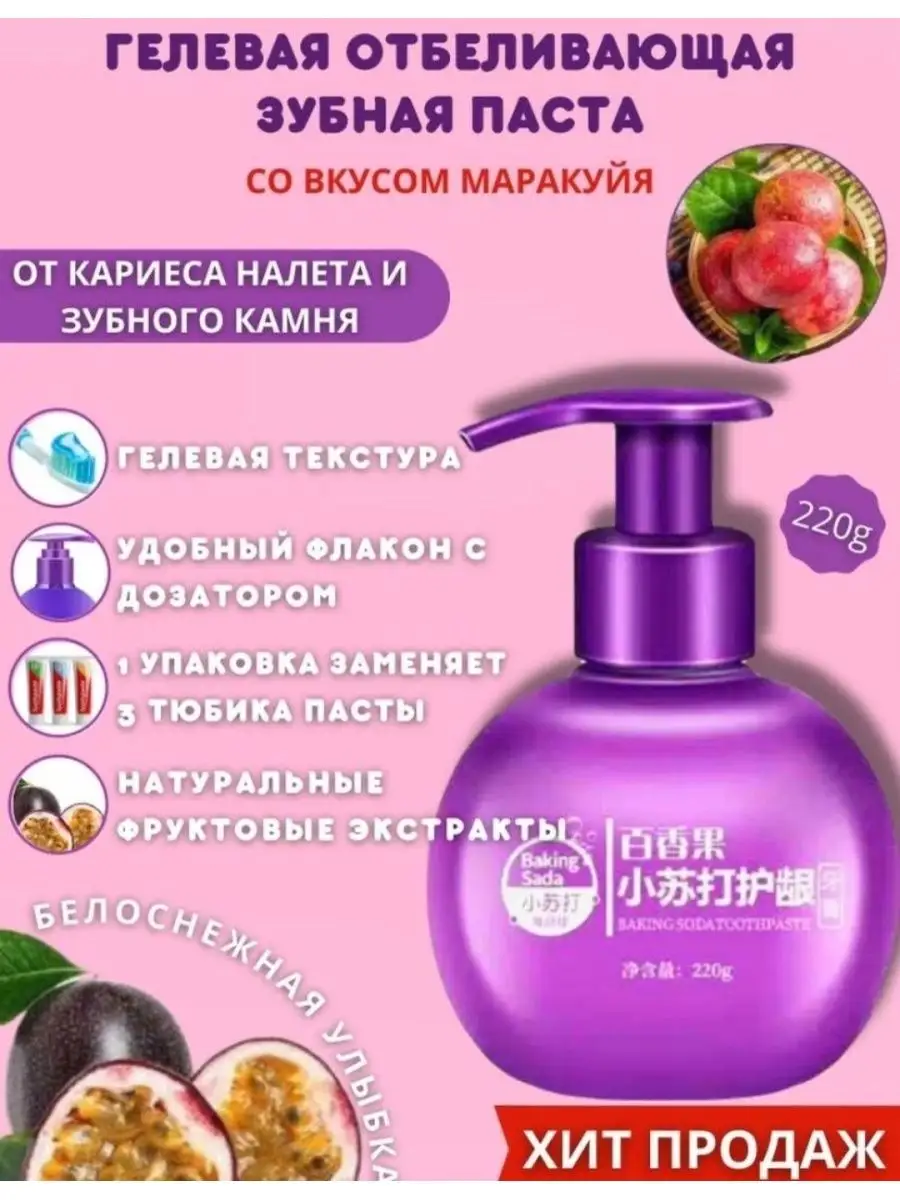 ГЕЛЕВАЯ ОТБЕЛИВАЮЩАЯ
ЗУБНАЯ ПАСТА
СО ВКУСОМ МАРАКУЙЯ
ОТ КАРИЕСА НАЛЕТА И
ЗУБНОГО КАМНЯ
ГЕЛЕВАЯ ТЕКСТУРА
УДОБНЫЙ ФЛАКОН С
ДОЗАТОРОМ
220g
1 УПАКОВКА ЗАМЕНЯЕТ
3 ТЮБИКА ПАСТЫ
НАТУРАЛЬНЫЕ
ФРУКТОВЫЕ ЭКСТРАКТЫ
Baking
Sada
小苏打
百香果
小苏打护龈
BAKING SODA TOOTHPASTE
净含量: 220g
БЕЛОСНЕЖНАЯ УЛЫБКА
ХИТ ПРОДАЖ